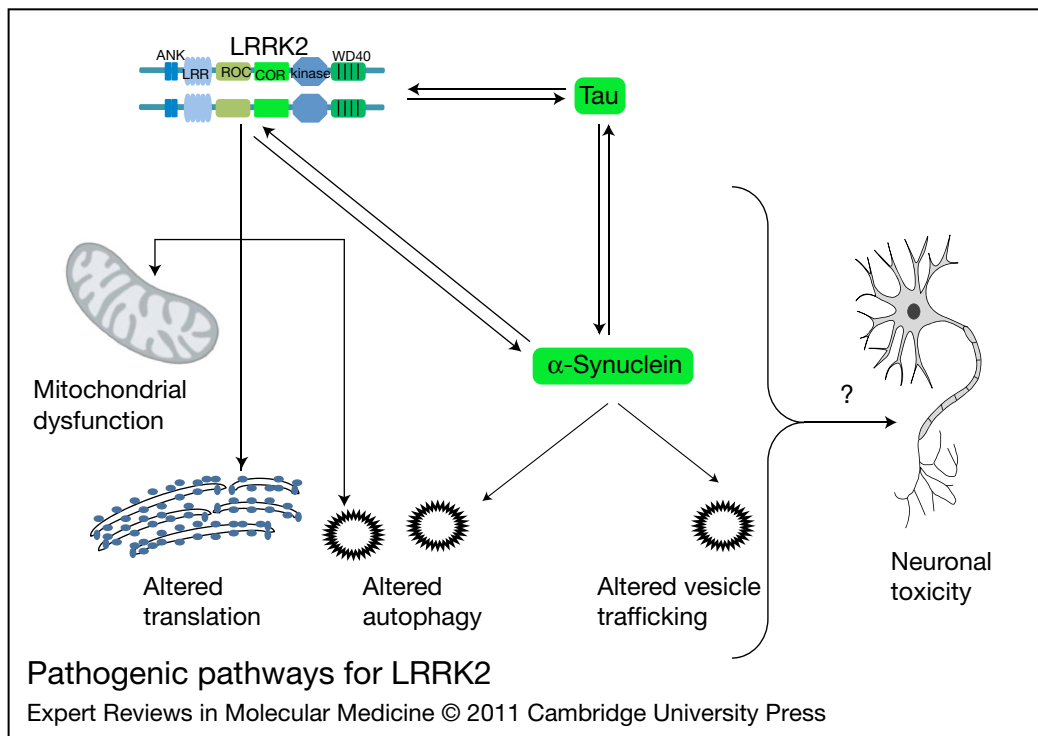 LRRK2
ANK
LRR
ROC
COR
kinase
WD40
Tau
α-Synuclein
Mitochondrial
dysfunction
?
Altered
translation
Altered
autophagy
Altered vesicle
trafficking
Neuronal
toxicity
Pathogenic pathways for LRRK2
Expert Reviews in Molecular Medicine © 2011 Cambridge University Press